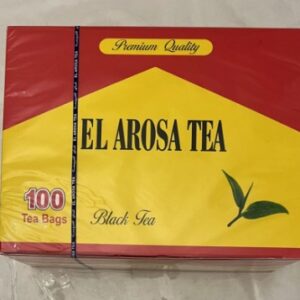 Premium Quality
EL AROSA TEA
100
Tea Bags
Black Tea